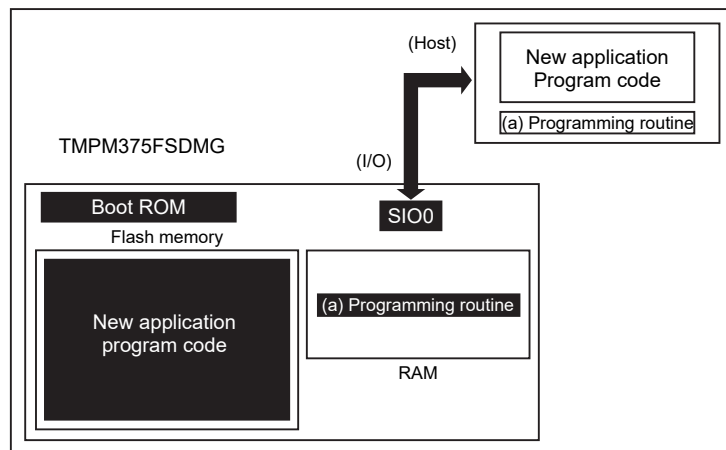 (Host)
New application
Program code
(a) Programming routine
TMPM375FSDMG
(I/O)
Boot ROM
SIO0
Flash memory
New application
program code
(a) Programming routine
RAM